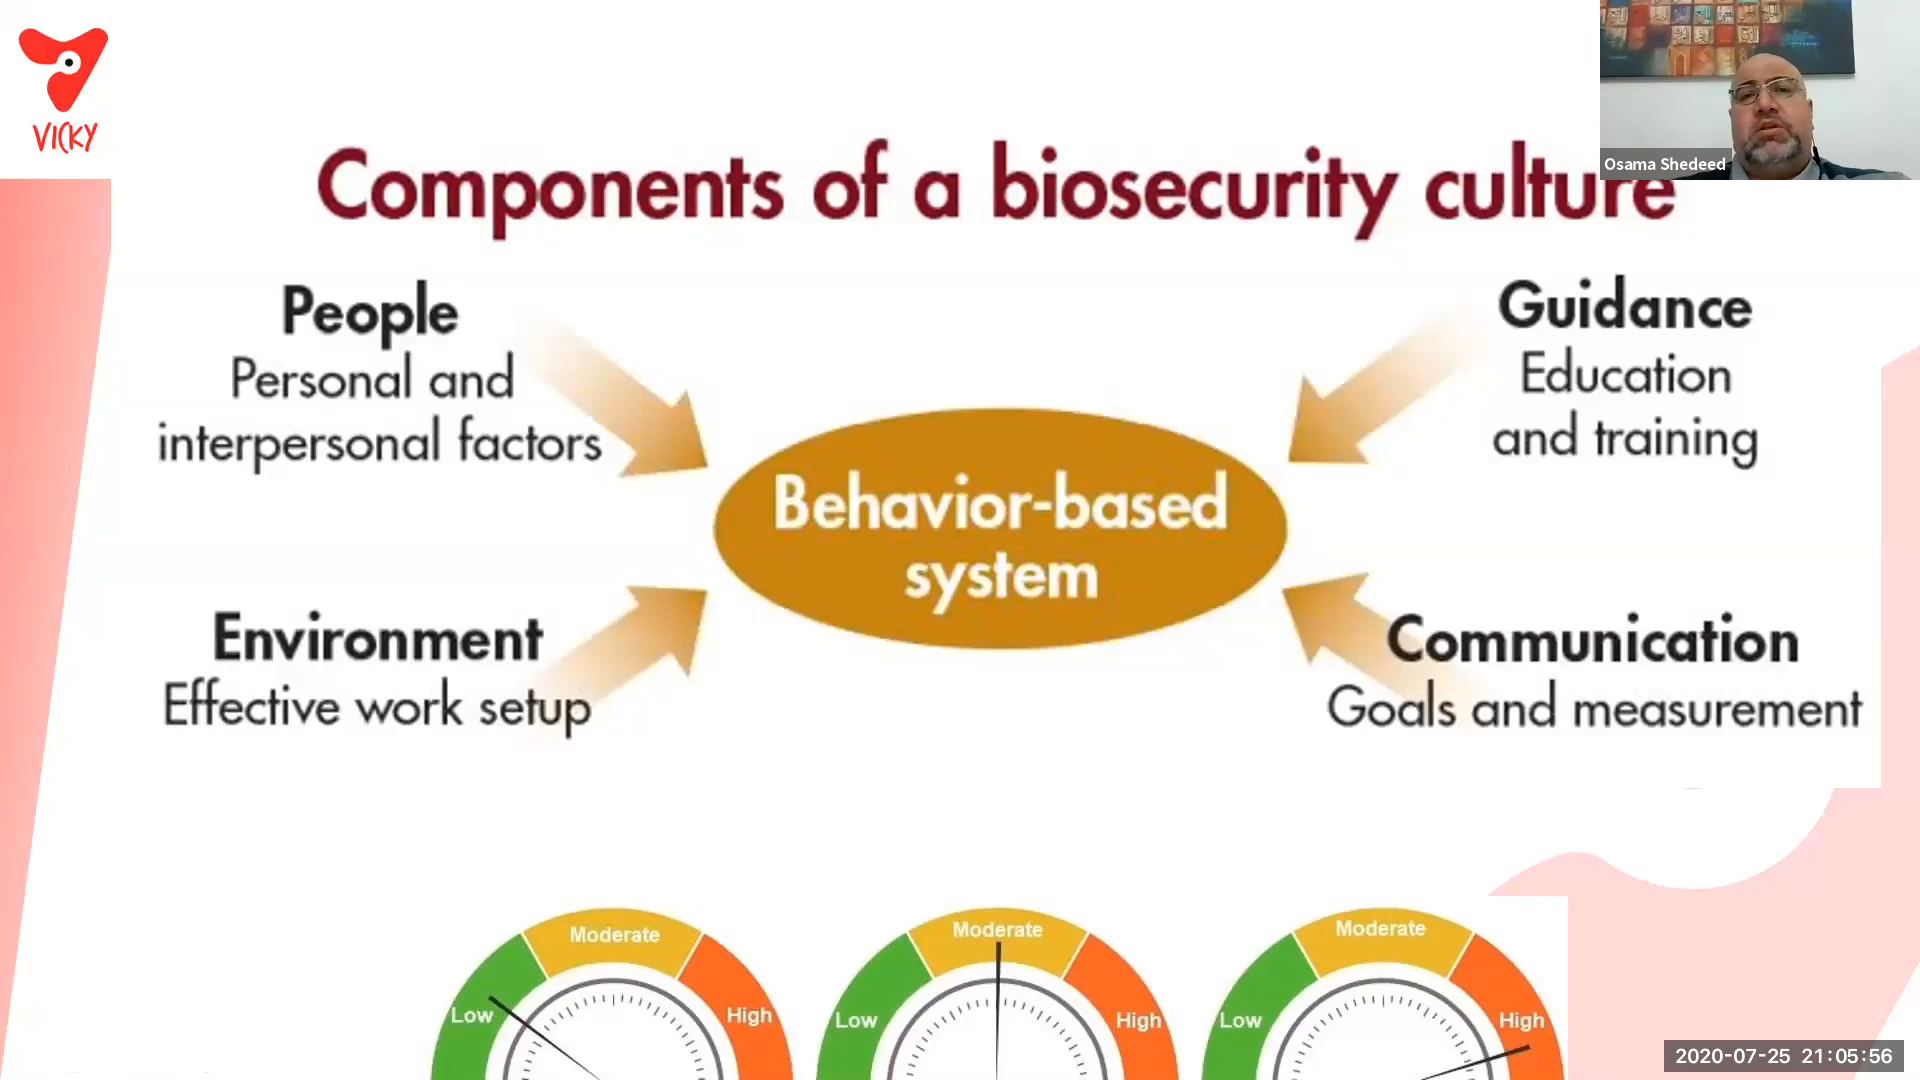 VICKY
Osama Shedeed
Components of a biosecurity culture
People
Personal and
interpersonal factors
Guidance
Education
and training
Behavior-based
system
Environment
Effective work setup
Communication
Goals and measurement
Moderate
Low
High
Moderate
Low
High
Moderate
Low
High
2020-07-25 21:05:56